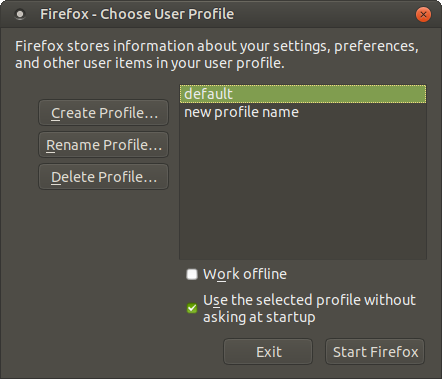 Firefox - Choose User Profile
Firefox stores information about your settings, preferences,
and other user items in your user profile.
Create Profile...
Rename Profile...
Delete Profile...
default
new profile name
Work offline
Use the selected profile without
asking at startup
Exit
Start Firefox